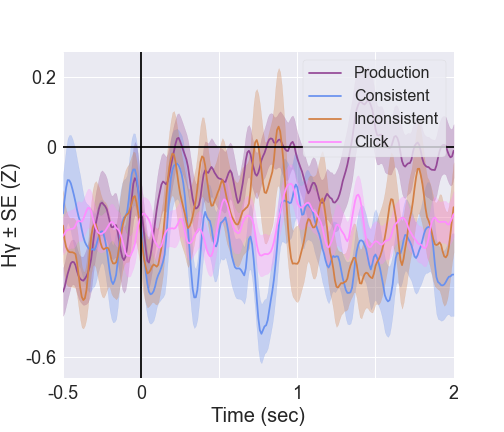 0.2
0
-0.6
Hγ ± SE (Z)
Production
Consistent
Inconsistent
Click
-0.5
0
1
2
Time (sec)